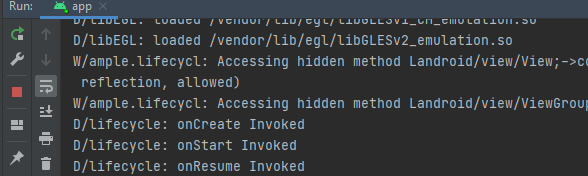 Run: app
D/libEGL: loaded /vendor/lib/egl/libGLESv1_CM_emulation.so
D/libEGL: loaded /vendor/lib/egl/libGLESv2_emulation.so
W/ample.lifecycl: Accessing hidden method Landroid/view/View;->co
reflection, allowed)
W/ample.lifecycl: Accessing hidden method Landroid/view/ViewGroup
D/lifecycle: onCreate Invoked
D/lifecycle: onStart Invoked
D/lifecycle: onResume Invoked